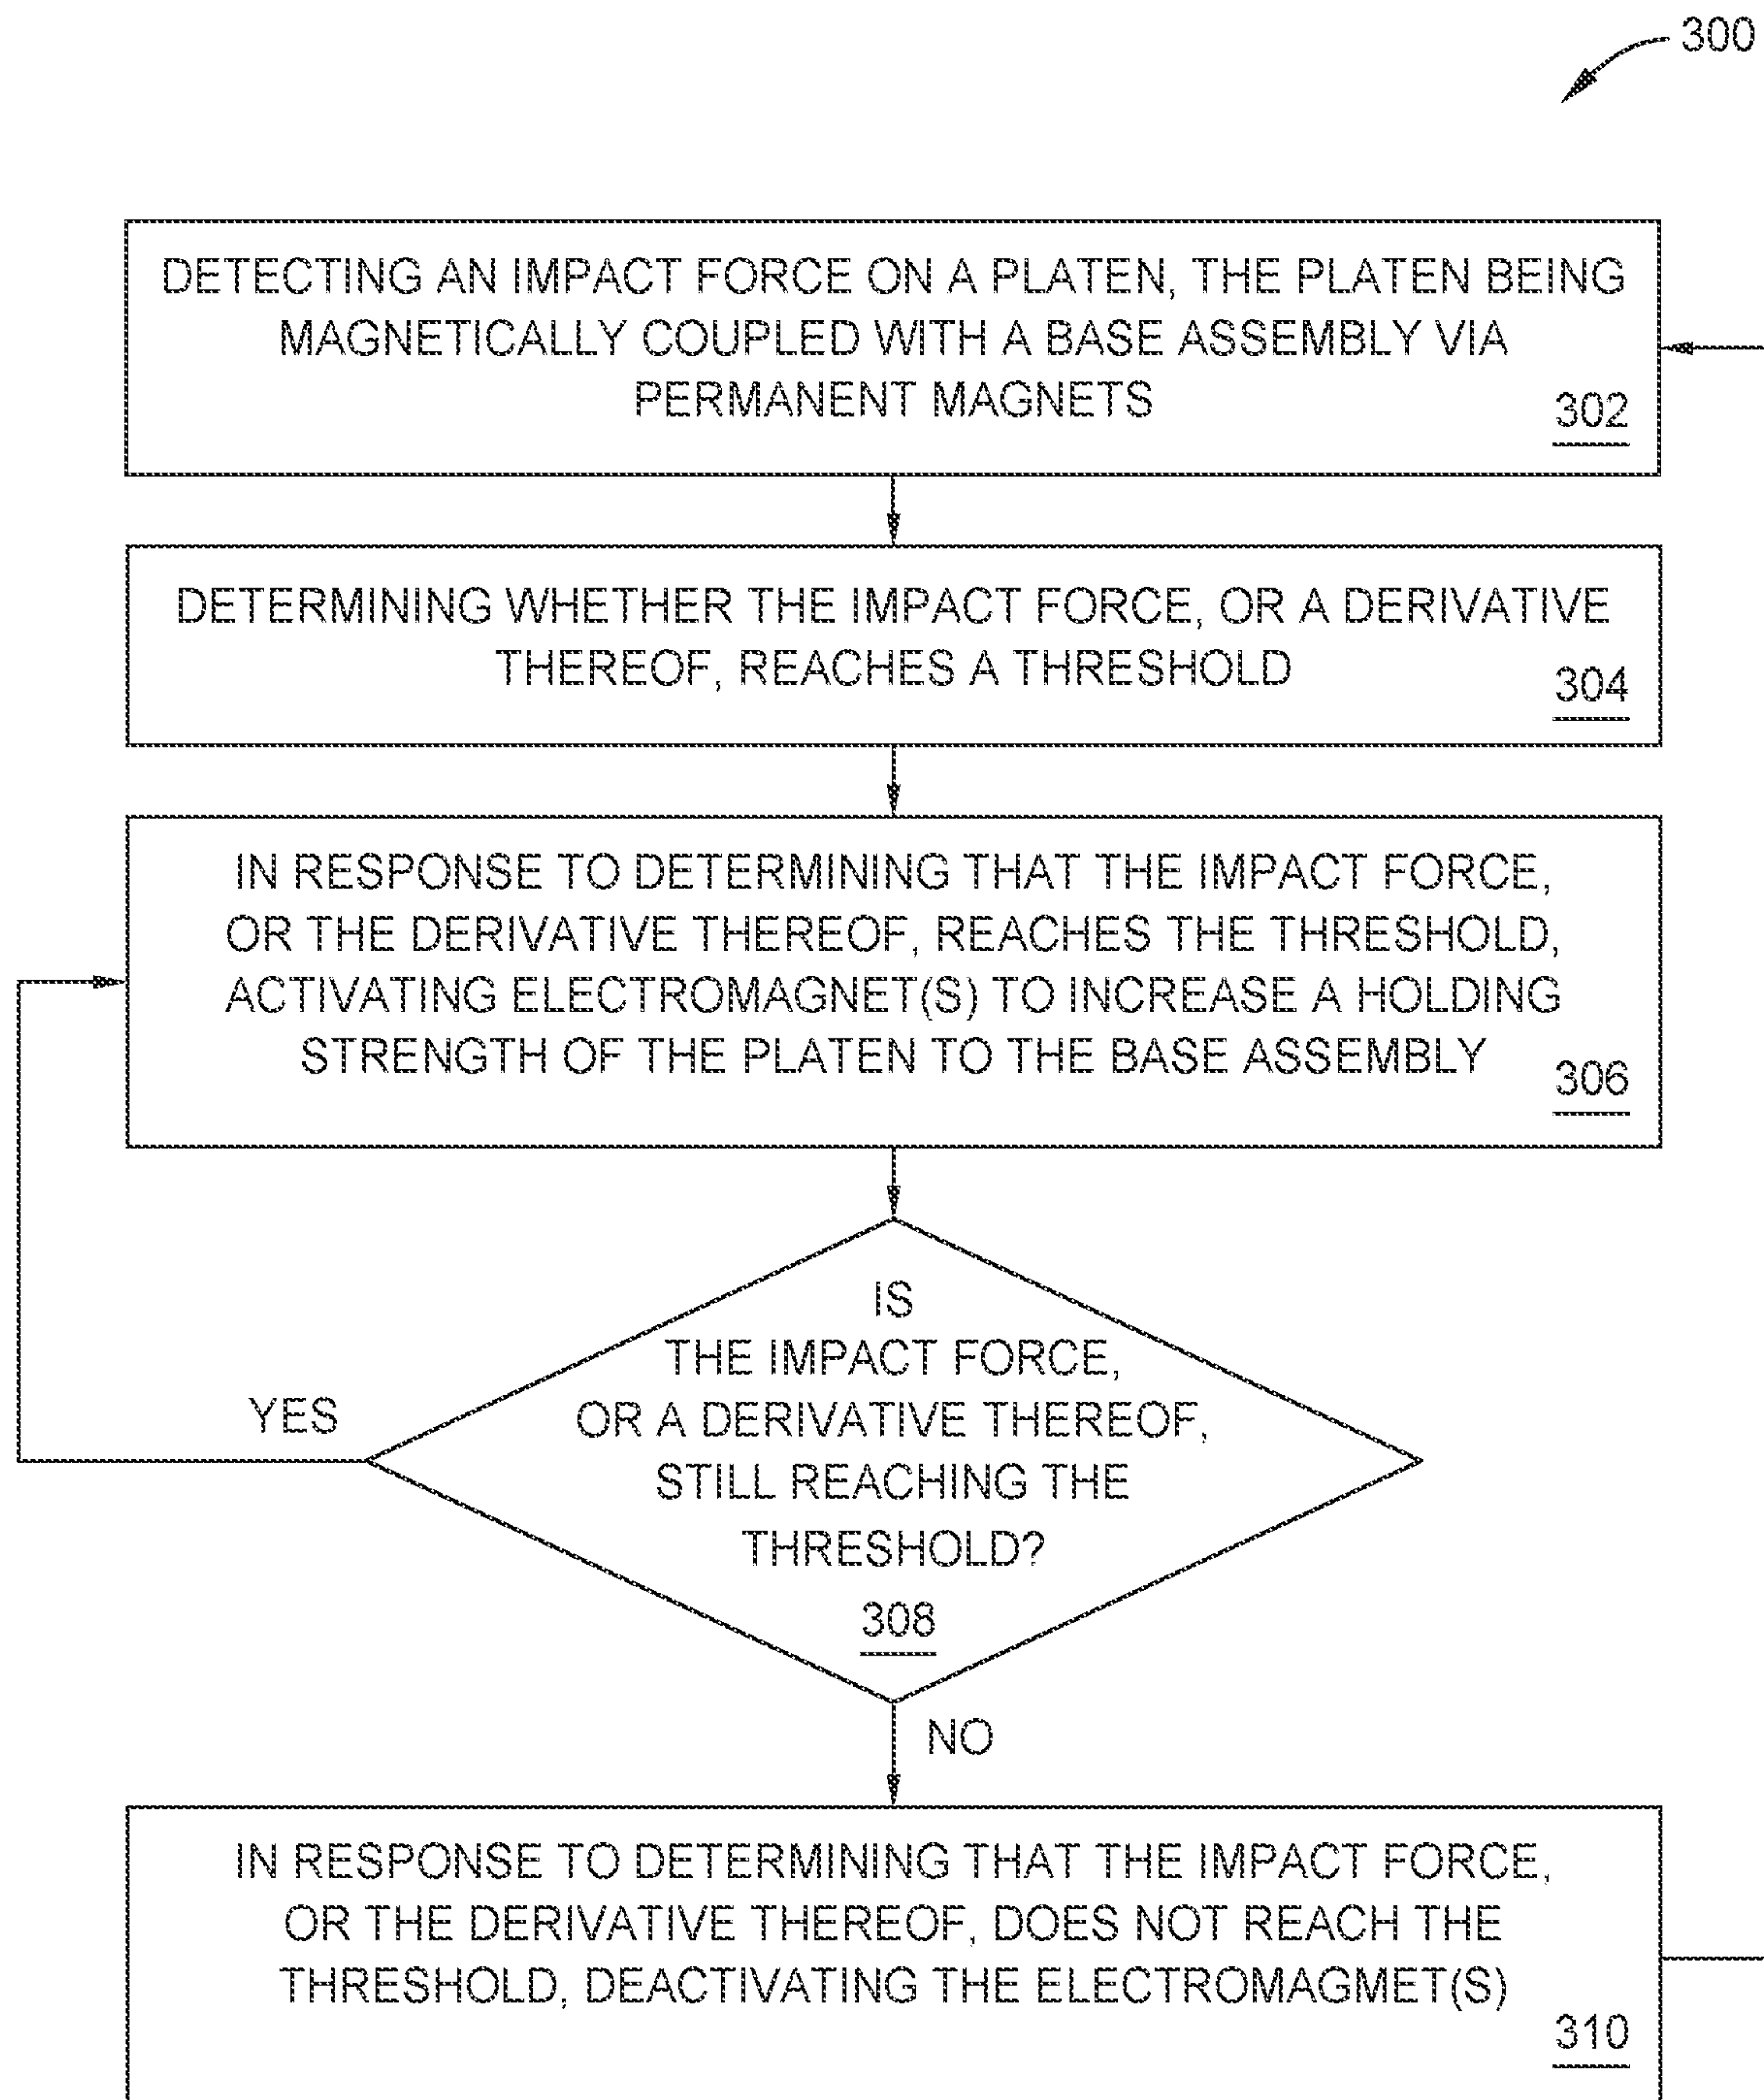 300
DETECTING AN IMPACT FORCE ON A PLATEN, THE PLATEN BEING
MAGNETICALLY COUPLED WITH A BASE ASSEMBLY VIA
PERMANENT MAGNETS
302
DETERMINING WHETHER THE IMPACT FORCE, OR A DERIVATIVE
THEREOF, REACHES A THRESHOLD
304
IN RESPONSE TO DETERMINING THAT THE IMPACT FORCE,
OR THE DERIVATIVE THEREOF, REACHES THE THRESHOLD,
ACTIVATING ELECTROMAGNET(S) TO INCREASE A HOLDING
STRENGTH OF THE PLATEN TO THE BASE ASSEMBLY
306
IS
THE IMPACT FORCE,
OR A DERIVATIVE THEREOF,
STILL REACHING THE
THRESHOLD?
308
YES
NO
IN RESPONSE TO DETERMINING THAT THE IMPACT FORCE,
OR THE DERIVATIVE THEREOF, DOES NOT REACH THE
THRESHOLD, DEACTIVATING THE ELECTROMAGMET(S)
310